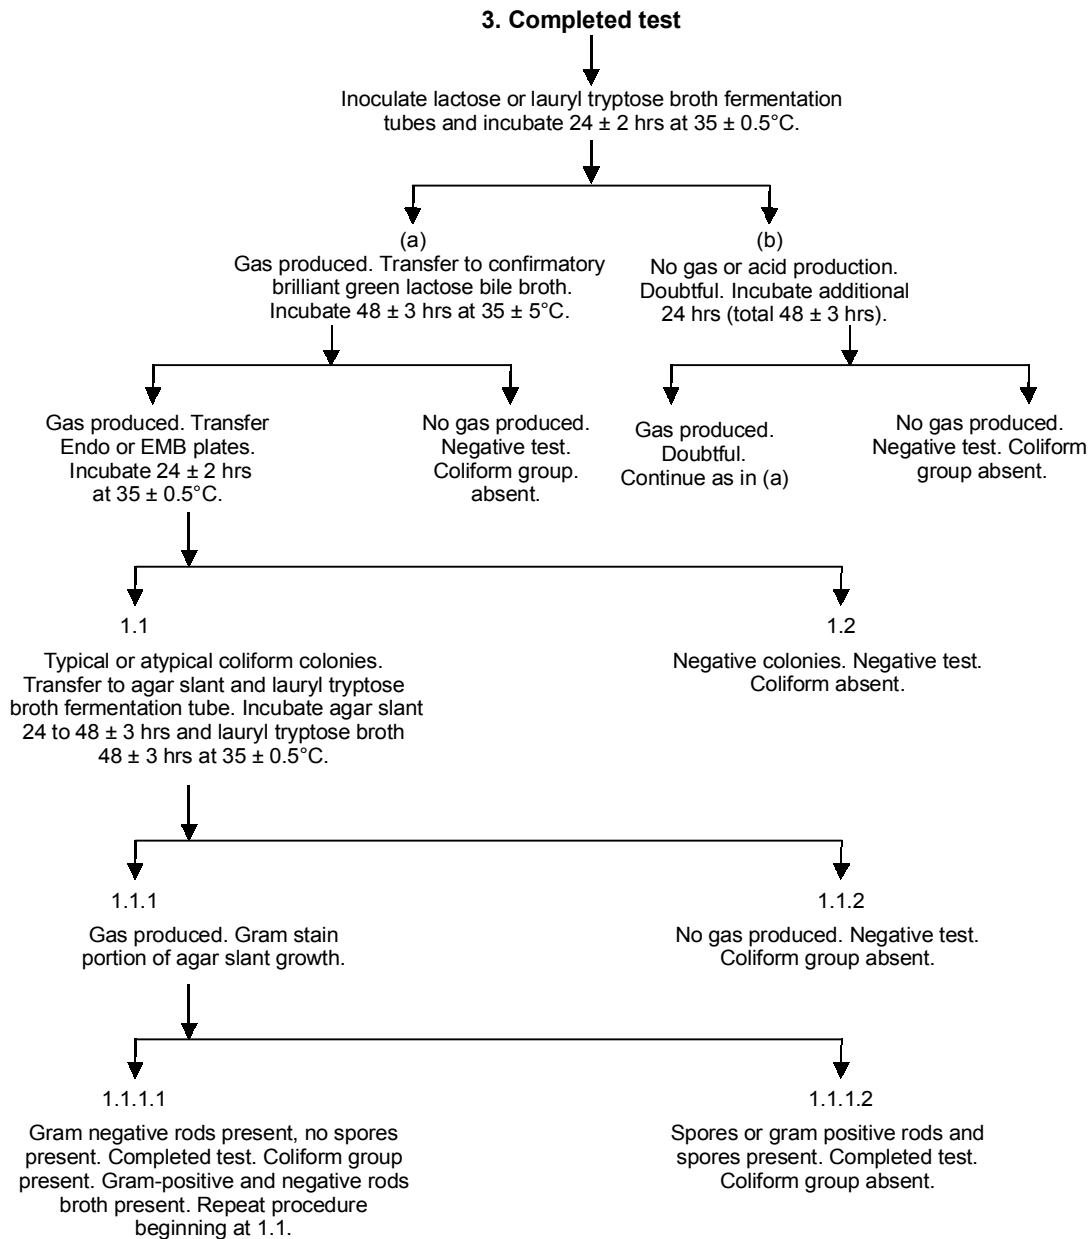 3. Completed test
Inoculate lactose or lauryl tryptose broth fermentation
tubes and incubate 24 ± 2 hrs at 35 ± 0.5°C.
(a)
Gas produced. Transfer to confirmatory
brilliant green lactose bile broth.
Incubate 48 ± 3 hrs at 35 ± 5°C.
(b)
No gas or acid production.
Doubtful. Incubate additional
24 hrs (total 48 ± 3 hrs).
Gas produced. Transfer
Endo or EMB plates.
Incubate 24 ± 2 hrs
at 35 ± 0.5°C.
No gas produced.
Negative test.
Coliform group.
absent.
Gas produced.
Doubtful.
Continue as in (a)
No gas produced.
Negative test. Coliform
group absent.
1.1
Typical or atypical coliform colonies.
Transfer to agar slant and lauryl tryptose
broth fermentation tube. Incubate agar slant
24 to 48 ± 3 hrs and lauryl tryptose broth
48 ± 3 hrs at 35 ± 0.5°C.
1.2
Negative colonies. Negative test.
Coliform absent.
1.1.1
Gas produced. Gram stain
portion of agar slant growth.
1.1.2
No gas produced. Negative test.
Coliform group absent.
1.1.1.1
Gram negative rods present, no spores
present. Completed test. Coliform group
present. Gram-positive and negative rods
broth present. Repeat procedure
beginning at 1.1.
1.1.1.2
Spores or gram positive rods and
spores present. Completed test.
Coliform group absent.